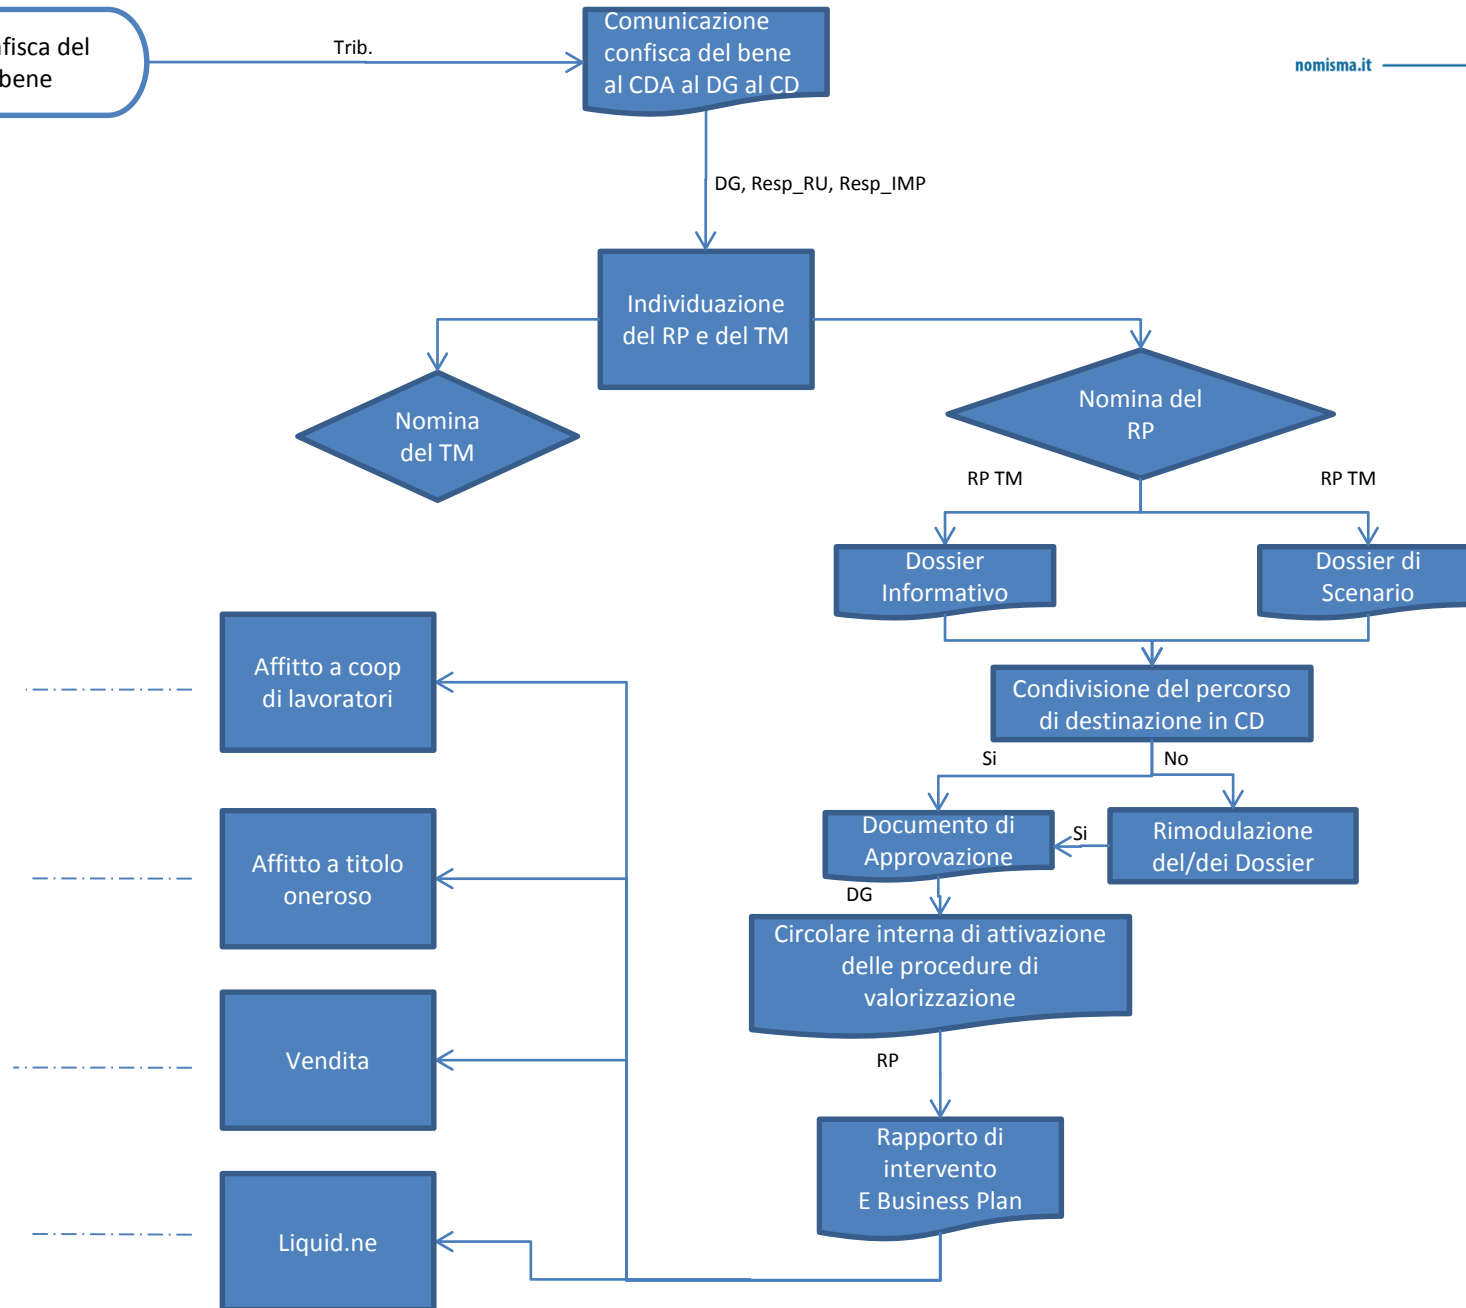 fisca del
bene
Trib.
Comunicazione
confisca del bene
al CDA al DG al CD
nomisma.it
DG, Resp_RU, Resp_IMP
Individuazione
del RP e del TM
Nomina
del TM
Nomina del
RP
RP TM
RP TM
Dossier
Informativo
Dossier di
Scenario
Condivisione del percorso
di destinazione in CD
Si
No
Documento di
Approvazione
Si
Rimodulazione
del/dei Dossier
DG
Circolare interna di attivazione
delle procedure di
valorizzazione
RP
Rapporto di
intervento
E Business Plan
Affitto a coop
di lavoratori
Affitto a titolo
oneroso
Vendita
Liquid.ne